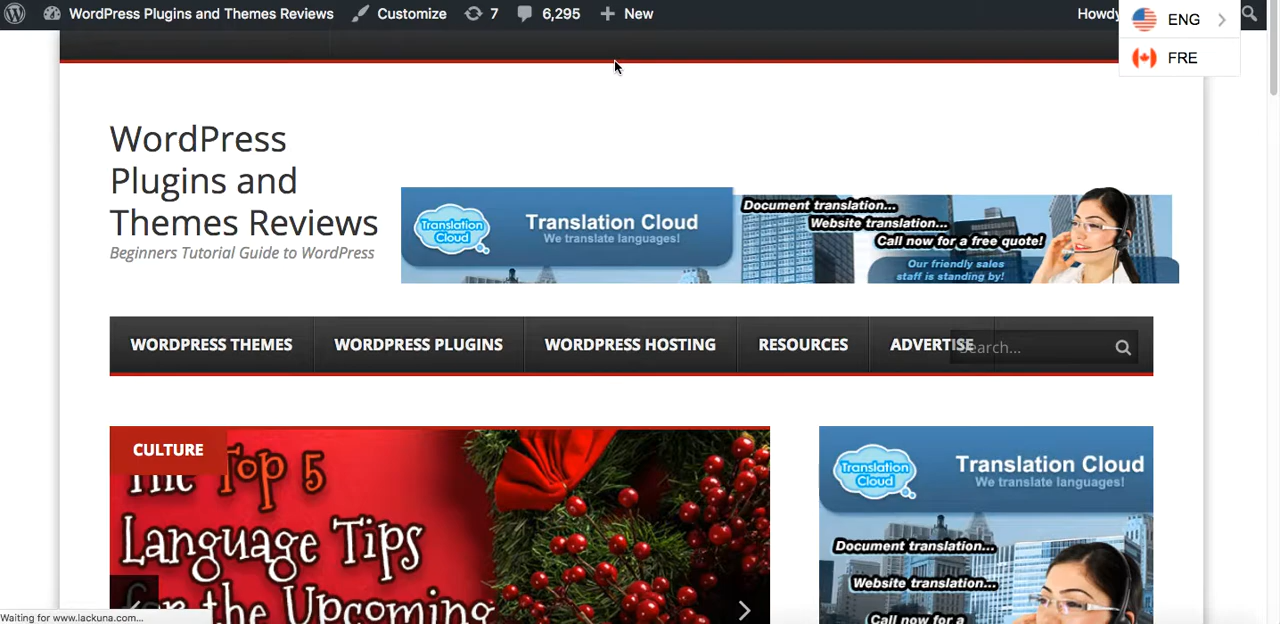 WordPress Plugins and Themes Reviews Customize 7 6,295 New Howdy
ENG
FRE
WordPress
Plugins and
Themes Reviews
Beginners Tutorial Guide to WordPress
Translation
Cloud
Translation Cloud
We translate languages!
Document translation...
Website translation...
Call now for a free quote!
Our friendly sales
staff is standing by!
WORDPRESS THEMES WORDPRESS PLUGINS WORDPRESS HOSTING RESOURCES ADVERTISE Search...
CULTURE
The Top 5
Language Tips
for the Upcoming
Translation
Cloud
Translation Cloud
We translate languages!
Document translation...
Website translation...
Call now for a
Waiting for www.lackuna.com...